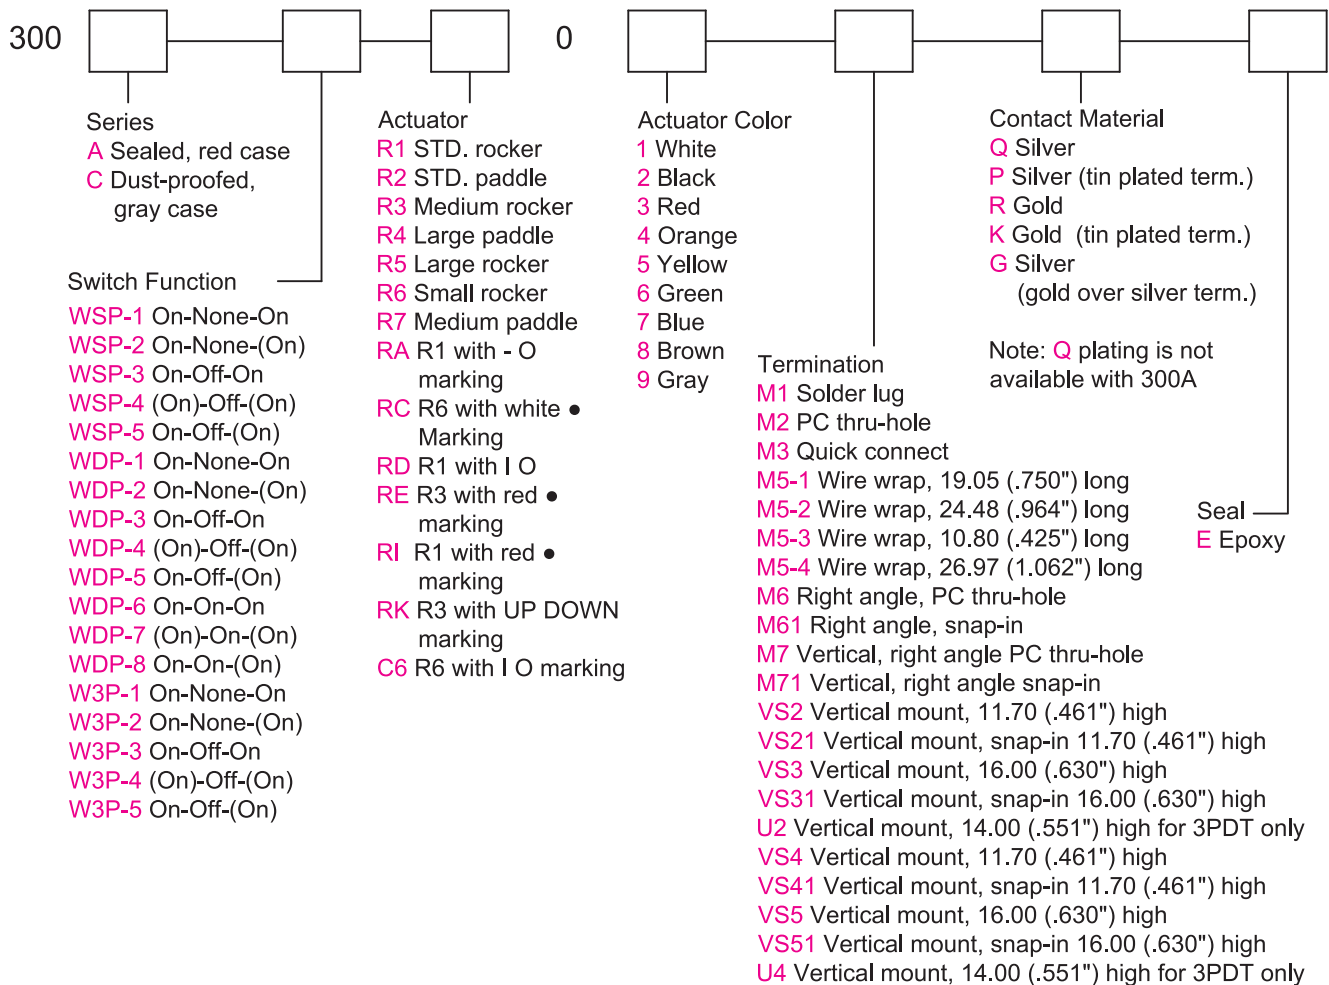 300 0
Series
A Sealed, red case
C Dust-proofed,
gray case
Switch Function
WSP-1 On-None-On
WSP-2 On-None-(On)
WSP-3 On-Off-On
WSP-4 (On)-Off-(On)
WSP-5 On-Off-(On)
WDP-1 On-None-On
WDP-2 On-None-(On)
WDP-3 On-Off-On
WDP-4 (On)-Off-(On)
WDP-5 On-Off-(On)
WDP-6 On-On-On
WDP-7 (On)-On-(On)
WDP-8 On-On-(On)
W3P-1 On-None-On
W3P-2 On-None-(On)
W3P-3 On-Off-On
W3P-4 (On)-Off-(On)
W3P-5 On-Off-(On)
Actuator
R1 STD. rocker
R2 STD. paddle
R3 Medium rocker
R4 Large paddle
R5 Large rocker
R6 Small rocker
R7 Medium paddle
RA R1 with - O
marking
RC R6 with white ●
Marking
RD R1 with I O
RE R3 with red ●
marking
RI R1 with red ●
marking
RK R3 with UP DOWN
marking
C6 R6 with I O marking
Actuator Color
1 White
2 Black
3 Red
4 Orange
5 Yellow
6 Green
7 Blue
8 Brown
9 Gray
Termination
M1 Solder lug
M2 PC thru-hole
M3 Quick connect
M5-1 Wire wrap, 19.05 (.750") long
M5-2 Wire wrap, 24.48 (.964") long
M5-3 Wire wrap, 10.80 (.425") long
M5-4 Wire wrap, 26.97 (1.062") long
M6 Right angle, PC thru-hole
M61 Right angle, snap-in
M7 Vertical, right angle PC thru-hole
M71 Vertical, right angle snap-in
VS2 Vertical mount, 11.70 (.461") high
VS21 Vertical mount, snap-in 11.70 (.461") high
VS3 Vertical mount, 16.00 (.630") high
VS31 Vertical mount, snap-in 16.00 (.630") high
U2 Vertical mount, 14.00 (.551") high for 3PDT only
VS4 Vertical mount, 11.70 (.461") high
VS41 Vertical mount, snap-in 11.70 (.461") high
VS5 Vertical mount, 16.00 (.630") high
VS51 Vertical mount, snap-in 16.00 (.630") high
U4 Vertical mount, 14.00 (.551") high for 3PDT only
Contact Material
Q Silver
P Silver (tin plated term.)
R Gold
K Gold (tin plated term.)
G Silver
(gold over silver term.)
Note: Q plating is not
available with 300A
Seal
E Epoxy